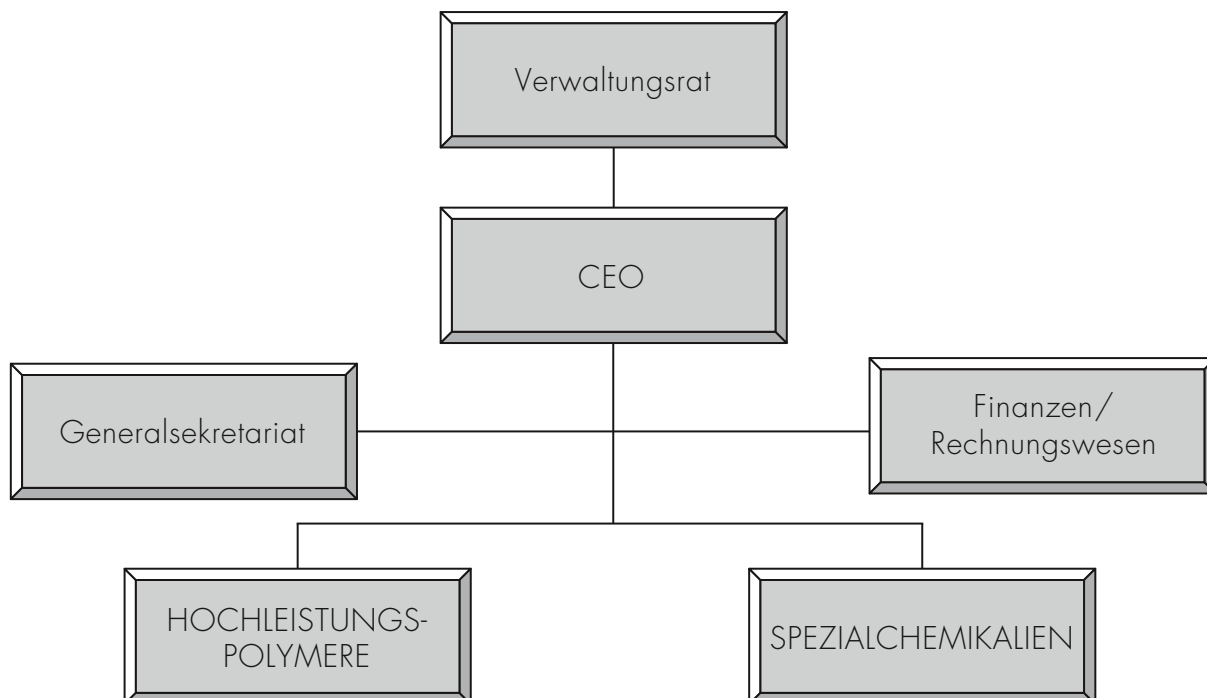 Verwaltungsrat
CEO
Generalsekretariat
Finanzen/
Rechnungswesen
HOCHLEISTUNGS-
POLYMERE
SPEZIALCHEMIKALIEN